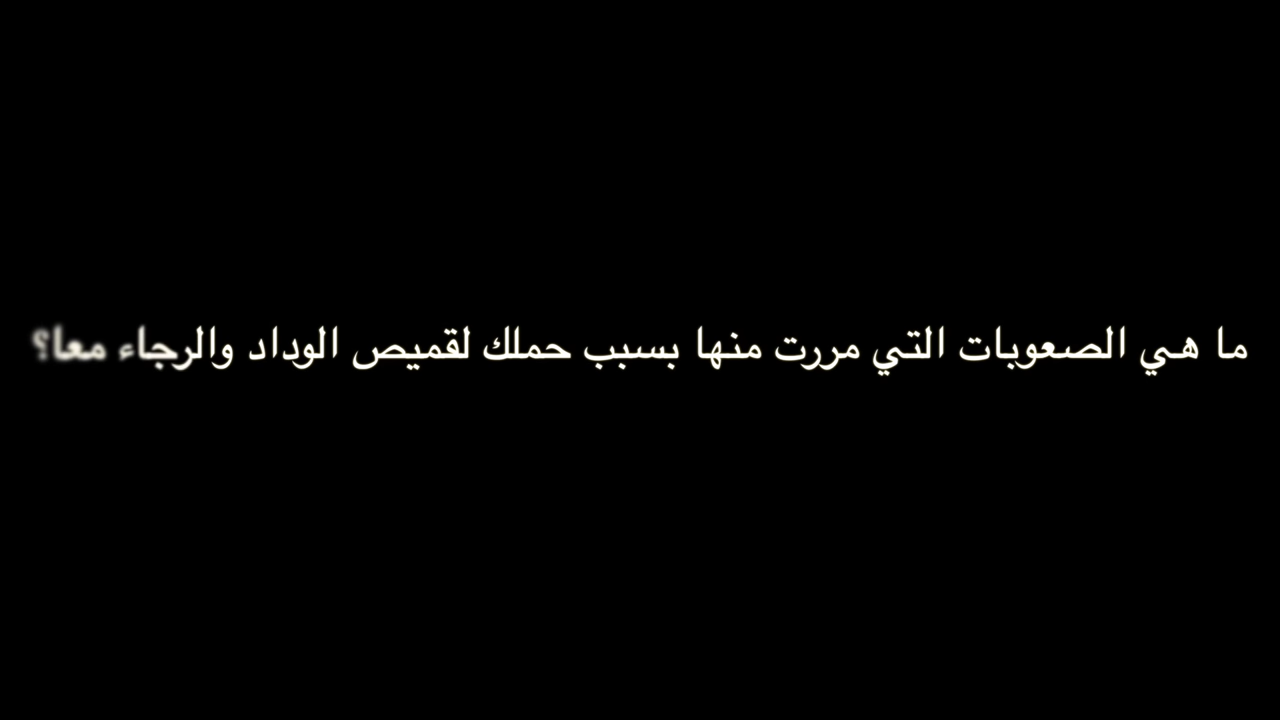 ما هي الصعوبات التي مررت منها بسبب حملك لقميص الوداد والرجاء معا؟